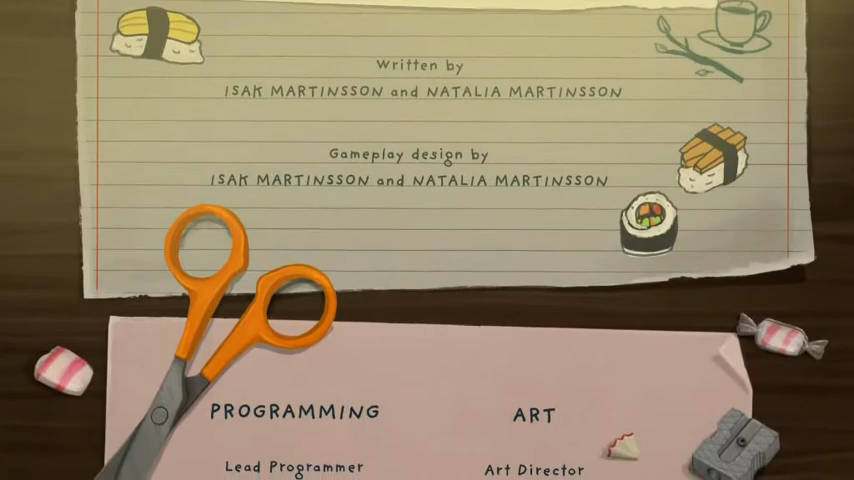 Written by
ISAK MARTINSSON and NATALIA MARTINSSON
Gameplay design by
ISAK MARTINSSON and NATALIA MARTINSSON
PROGRAMMING
ART
Lead Programmer
Art Director